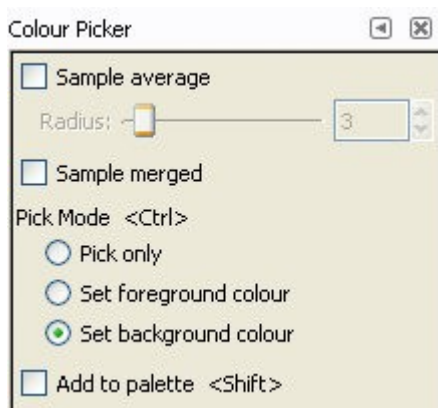 Colour Picker
Sample average
Radius: 3
Sample merged
Pick Mode <Ctrl>
Pick only
Set foreground colour
Set background colour
Add to palette <Shift>